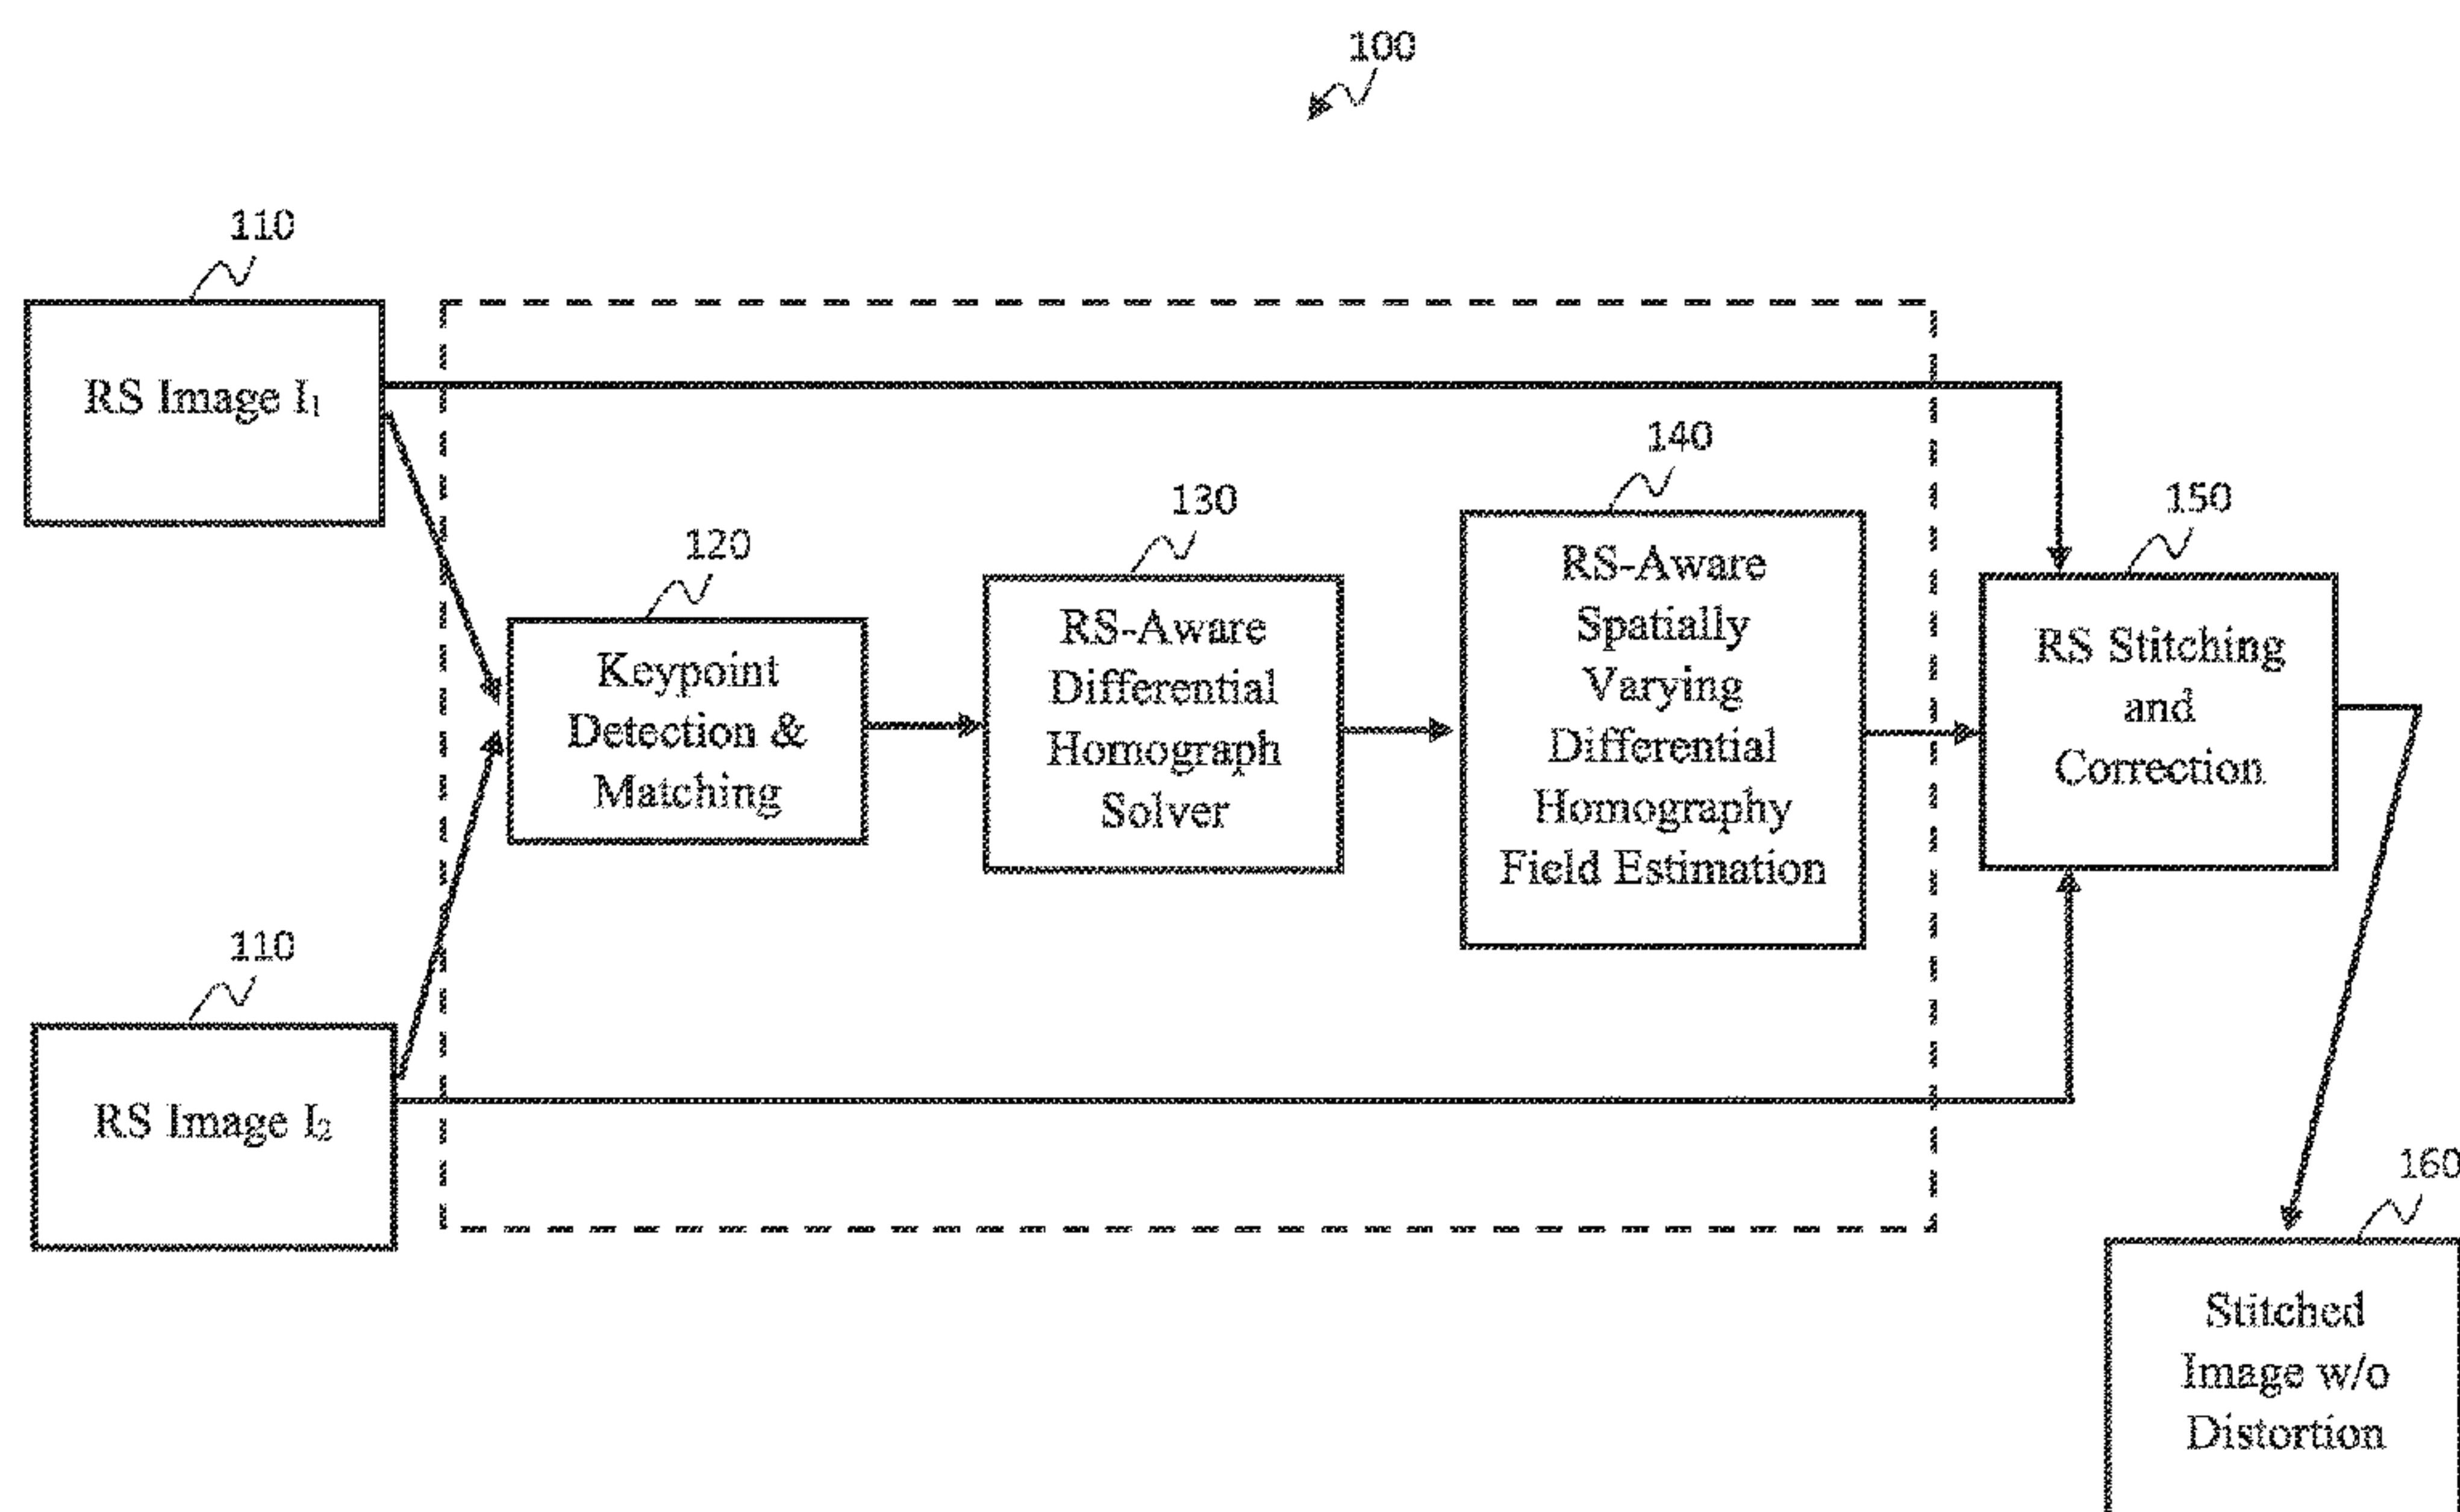 100
110
RS Image I₁
140
150
130
120
RS-Aware
Spatially
Varying
Differential
Homography
Field Estimation
RS-Aware
Differential
Homograph
Solver
Keypoint
Detection &
Matching
RS Stitching
and
Correction
110
RS Image I₂
160
Stitched
Image w/o
Distortion